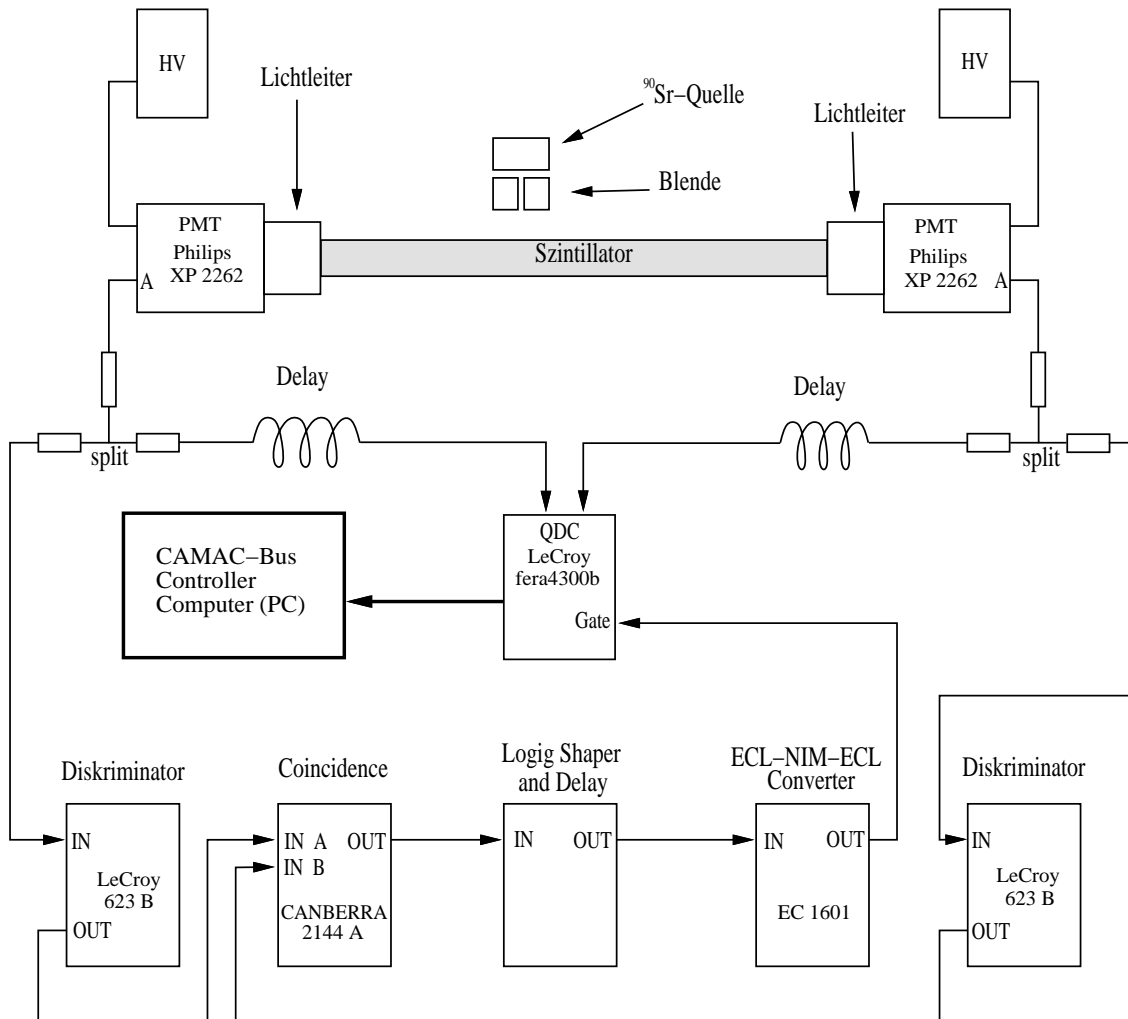 HV
HV
Lichtleiter
⁹⁰Sr–Quelle
Lichtleiter
Blende
PMT
Philips
XP 2262
A
Szintillator
PMT
Philips
XP 2262
A
Delay
Delay
split
split
QDC
LeCroy
fera4300b
Gate
CAMAC–Bus
Controller
Computer (PC)
Diskriminator
Coincidence
Logig Shaper
and Delay
ECL–NIM–ECL
Converter
Diskriminator
IN
LeCroy
623 B
OUT
IN A
OUT
IN B
CANBERRA
2144 A
IN
OUT
IN
OUT
EC 1601
IN
LeCroy
623 B
OUT